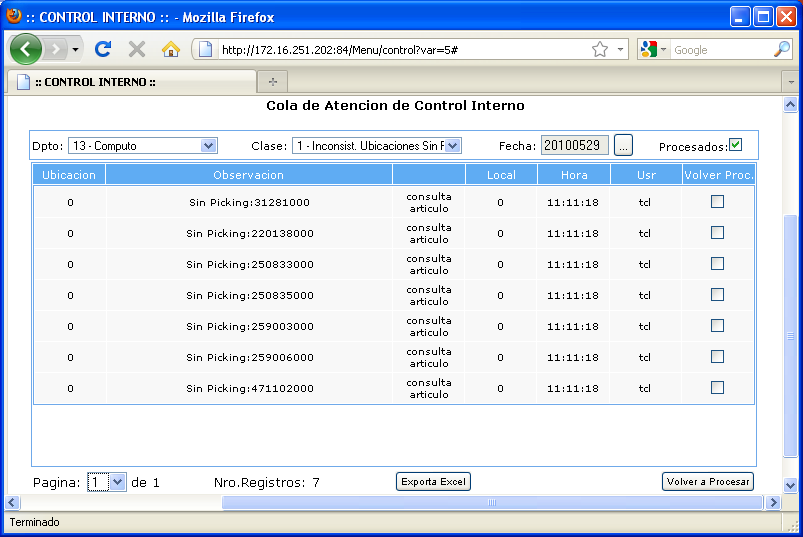 :: CONTROL INTERNO :: - Mozilla Firefox
http://172.16.251.202:84/Menu/control?var=5#
Google
:: CONTROL INTERNO ::
Cola de Atencion de Control Interno
Dpto: 13 - Computo Clase: 1 - Inconsist. Ubicaciones Sin F Fecha: 20100529 ... Procesados:
Ubicacion Observacion Local Hora Usr Volver Proc.
0 Sin Picking:31281000 consulta articulo 0 11:11:18 tcl
0 Sin Picking:220138000 consulta articulo 0 11:11:18 tcl
0 Sin Picking:250833000 consulta articulo 0 11:11:18 tcl
0 Sin Picking:250835000 consulta articulo 0 11:11:18 tcl
0 Sin Picking:259003000 consulta articulo 0 11:11:18 tcl
0 Sin Picking:259006000 consulta articulo 0 11:11:18 tcl
0 Sin Picking:471102000 consulta articulo 0 11:11:18 tcl
Pagina: 1 de 1 Nro.Registros: 7 Exporta Excel Volver a Procesar
Terminado